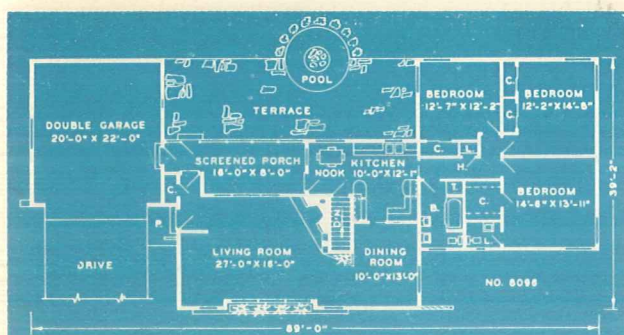 POOL
TERRACE
DOUBLE GARAGE
20'-0" X 22'-0"
BEDROOM
12'-7" X 12'-2"
C.
C.
BEDROOM
12'-2" X 14'-8"
SCREENED PORCH
16'-0" X 8'-0"
NOOK
KITCHEN
10'-0" X 12'-1"
C.
L.
H.
C.
P.
DN
B.
T.
C.
L.
BEDROOM
14'-6" X 13'-11"
DRIVE
LIVING ROOM
27'-0" X 16'-0"
DINING
ROOM
10'-0" X 13'-0"
NO. 8096
39'-2"
89'-0"